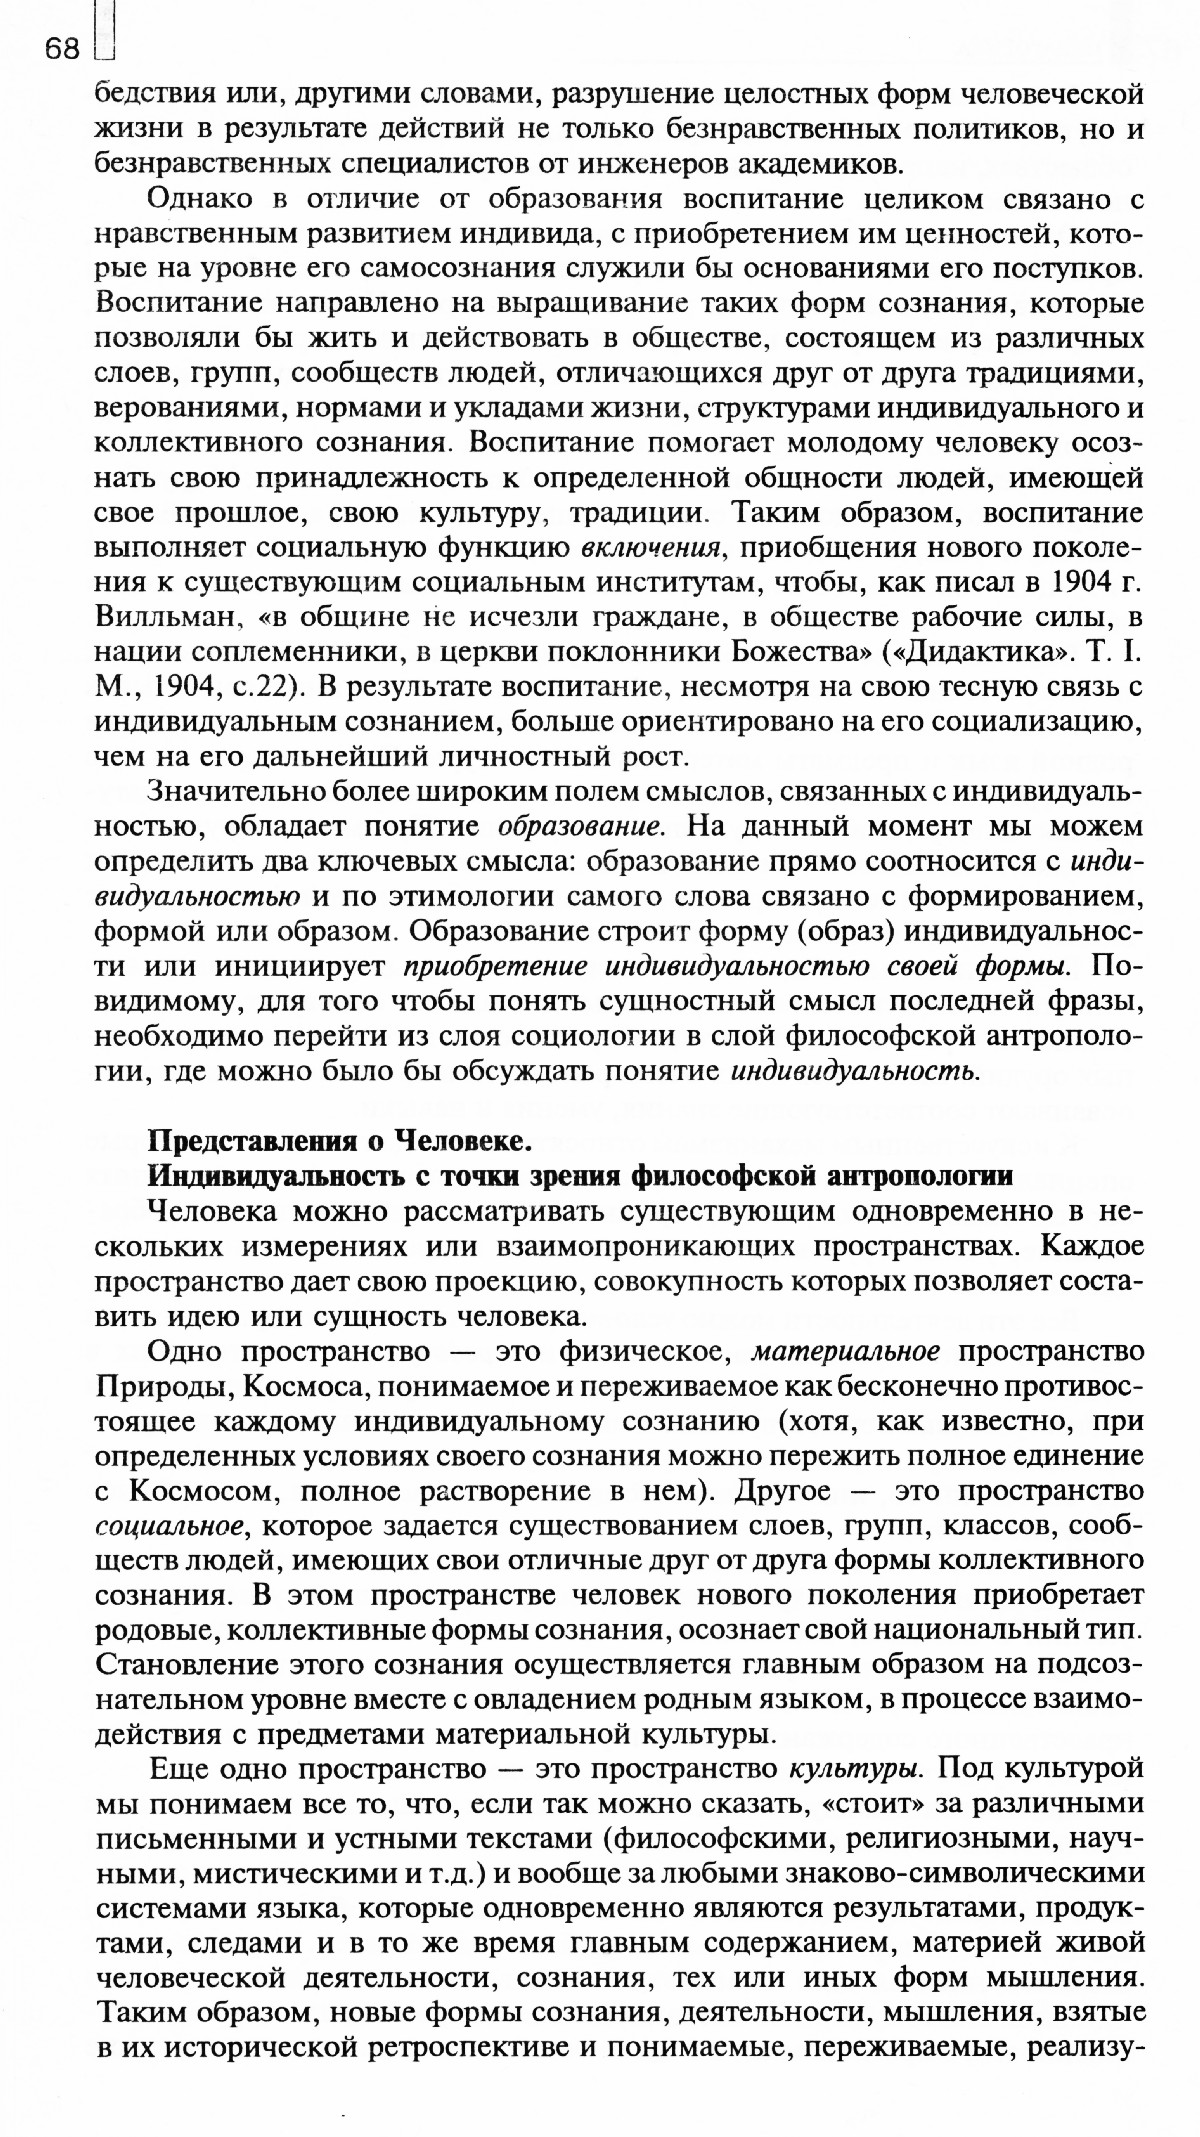 68
бедствия или, другими словами, разрушение целостных форм человеческой
жизни в результате действий не только безнравственных политиков, но и
безнравственных специалистов от инженеров академиков.
Однако в отличие от образования воспитание целиком связано с
нравственным развитием индивида, с приобретением им ценностей, кото-
рые на уровне его самосознания служили бы основаниями его поступков.
Воспитание направлено на выращивание таких форм сознания, которые
позволяли бы жить и действовать в обществе, состоящем из различных
слоев, групп, сообществ людей, отличающихся друг от друга традициями,
верованиями, нормами и укладами жизни, структурами индивидуального и
коллективного сознания. Воспитание помогает молодому человеку осоз-
нать свою принадлежность к определенной общности людей, имеющей
свое прошлое, свою культуру, традиции. Таким образом, воспитание
выполняет социальную функцию включения, приобщения нового поколе-
ния к существующим социальным институтам, чтобы, как писал в 1904 г.
Вилльман, «в общине не исчезли граждане, в обществе рабочие силы, в
нации соплеменники, в церкви поклонники Божества» («Дидактика». Т. I.
М., 1904, с.22). В результате воспитание, несмотря на свою тесную связь с
индивидуальным сознанием, больше ориентировано на его социализацию,
чем на его дальнейший личностный рост.
Значительно более широким полем смыслов, связанных с индивидуаль-
ностью, обладает понятие образование. На данный момент мы можем
определить два ключевых смысла: образование прямо соотносится с инди-
видуальностью и по этимологии самого слова связано с формированием,
формой или образом. Образование строит форму (образ) индивидуальнос-
ти или инициирует приобретение индивидуальностью своей формы. По-
видимому, для того чтобы понять сущностный смысл последней фразы,
необходимо перейти из слоя социологии в слой философской антрополо-
гии, где можно было бы обсуждать понятие индивидуальность.
Представления о Человеке.
Индивидуальность с точки зрения философской антропологии
Человека можно рассматривать существующим одновременно в не-
скольких измерениях или взаимопроникающих пространствах. Каждое
пространство дает свою проекцию, совокупность которых позволяет соста-
вить идею или сущность человека.
Одно пространство — это физическое, материальное пространство
Природы, Космоса, понимаемое и переживаемое как бесконечно противос-
тоящее каждому индивидуальному сознанию (хотя, как известно, при
определенных условиях своего сознания можно пережить полное единение
с Космосом, полное растворение в нем). Другое — это пространство
социальное, которое задается существованием слоев, групп, классов, сооб-
ществ людей, имеющих свои отличные друг от друга формы коллективного
сознания. В этом пространстве человек нового поколения приобретает
родовые, коллективные формы сознания, осознает свой национальный тип.
Становление этого сознания осуществляется главным образом на подсоз-
нательном уровне вместе с овладением родным языком, в процессе взаимо-
действия с предметами материальной культуры.
Еще одно пространство — это пространство культуры. Под культурой
мы понимаем все то, что, если так можно сказать, «стоит» за различными
письменными и устными текстами (философскими, религиозными, науч-
ными, мистическими и т.д.) и вообще за любыми знаково-символическими
системами языка, которые одновременно являются результатами, продук-
тами, следами и в то же время главным содержанием, материей живой
человеческой деятельности, сознания, тех или иных форм мышления.
Таким образом, новые формы сознания, деятельности, мышления, взятые
в их исторической ретроспективе и понимаемые, переживаемые, реализу-